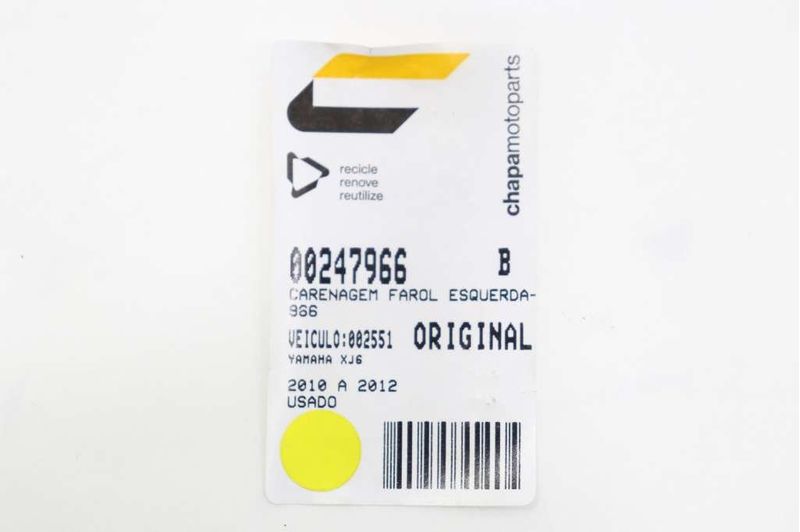 chapamotoparts
recicle
renove
reutilize
00247966 B
CARENAGEM FAROL ESQUERDA-
966
VEICULO:002551 ORIGINAL
YAMAHA XJ6
2010 A 2012
USADO